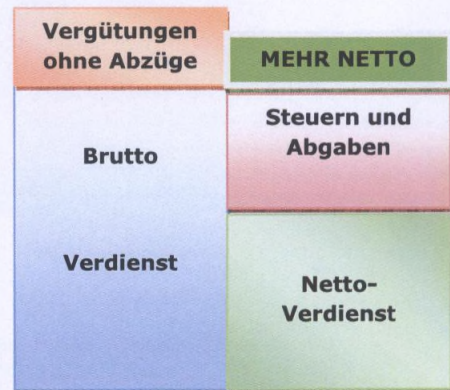 Vergütungen
ohne Abzüge
MEHR NETTO
Brutto
Verdienst
Steuern und
Abgaben
Netto-
Verdienst